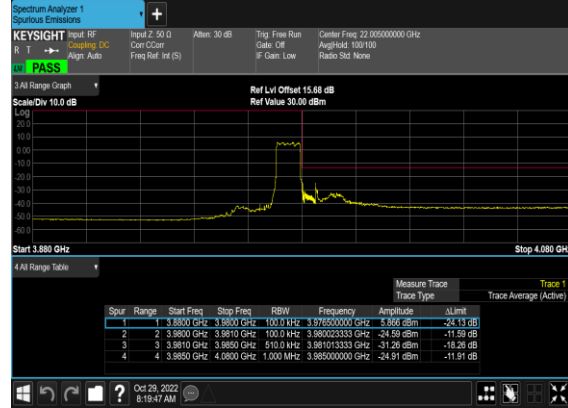 Spectrum Analyzer 1
Spurious Emissions
KEYSIGHT Input: RF Input Z: 50 Ω Atten: 30 dB Trig: Free Run Center Freq: 22.005000000 GHz
R T Coupling: DC Corr CCorr Gate: Off Avg|Hold: 100/100
Align: Auto Freq Ref: Int (S) IF Gain: Low Radio Std: None
PASS
3 All Range Graph
Ref Lvl Offset 15.68 dB
Scale/Div 10.0 dB Ref Value 30.00 dBm
Log
20.0
10.0
0.00
-10.0
-20.0
-30.0
-40.0
-50.0
-60.0
Start 3.880 GHz Stop 4.080 GH
4 All Range Table
Measure Trace Trace 1
Trace Type Trace Average (Active)
Spur Range Start Freq Stop Freq RBW Frequency Amplitude ΔLimit
1 1 3.8800 GHz 3.9800 GHz 100.0 kHz 3.976500000 GHz 5.866 dBm -24.13 dB
2 2 3.9800 GHz 3.9810 GHz 100.0 kHz 3.980023333 GHz -24.59 dBm -11.59 dB
3 3 3.9810 GHz 3.9850 GHz 510.0 kHz 3.981013333 GHz -31.26 dBm -18.26 dB
4 4 3.9850 GHz 4.0800 GHz 1.000 MHz 3.985000000 GHz -24.91 dBm -11.91 dB
? Oct 29, 2022
8:19:47 AM